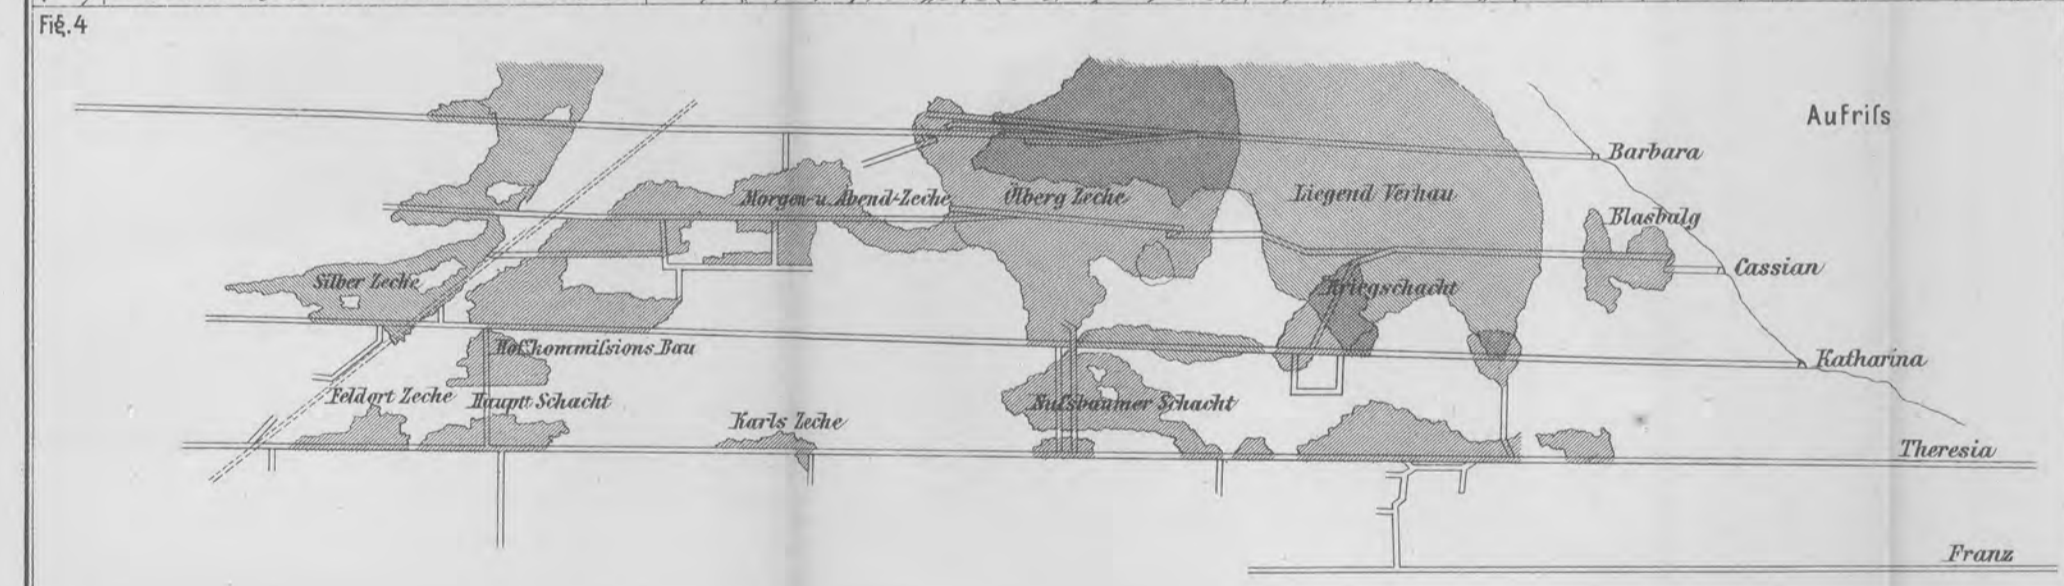 Fig. 4
Aufriſs
Barbara
Morgen- u. Abend-Zeche
Ölberg Zeche
Liegend Verhau
Blasbalg
Cassian
Silber Zeche
Kriegschacht
Hofkommiſsions Bau
Katharina
Feldort Zeche
Hauptt Schacht
Nuſsbaumer Schacht
Karls Zeche
Theresia
Franz